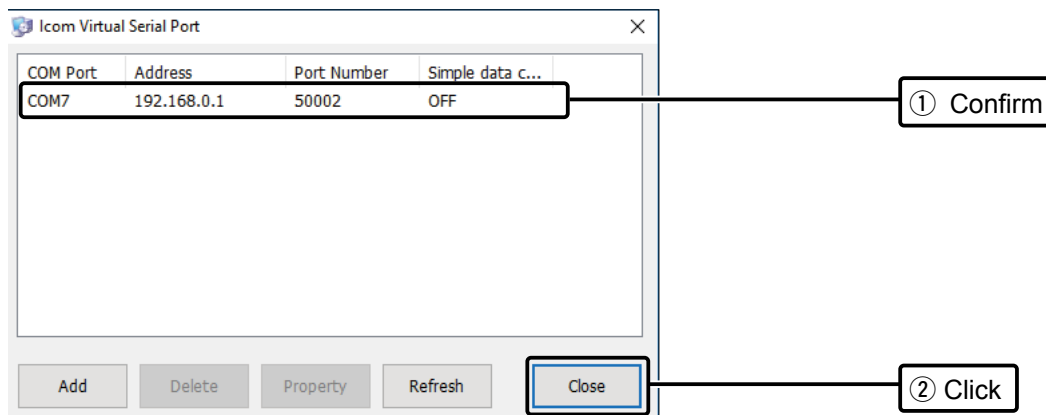 Icom Virtual Serial Port
COM Port Address Port Number Simple data c...
COM7 192.168.0.1 50002 OFF
① Confirm
Add Delete Property Refresh Close
② Click